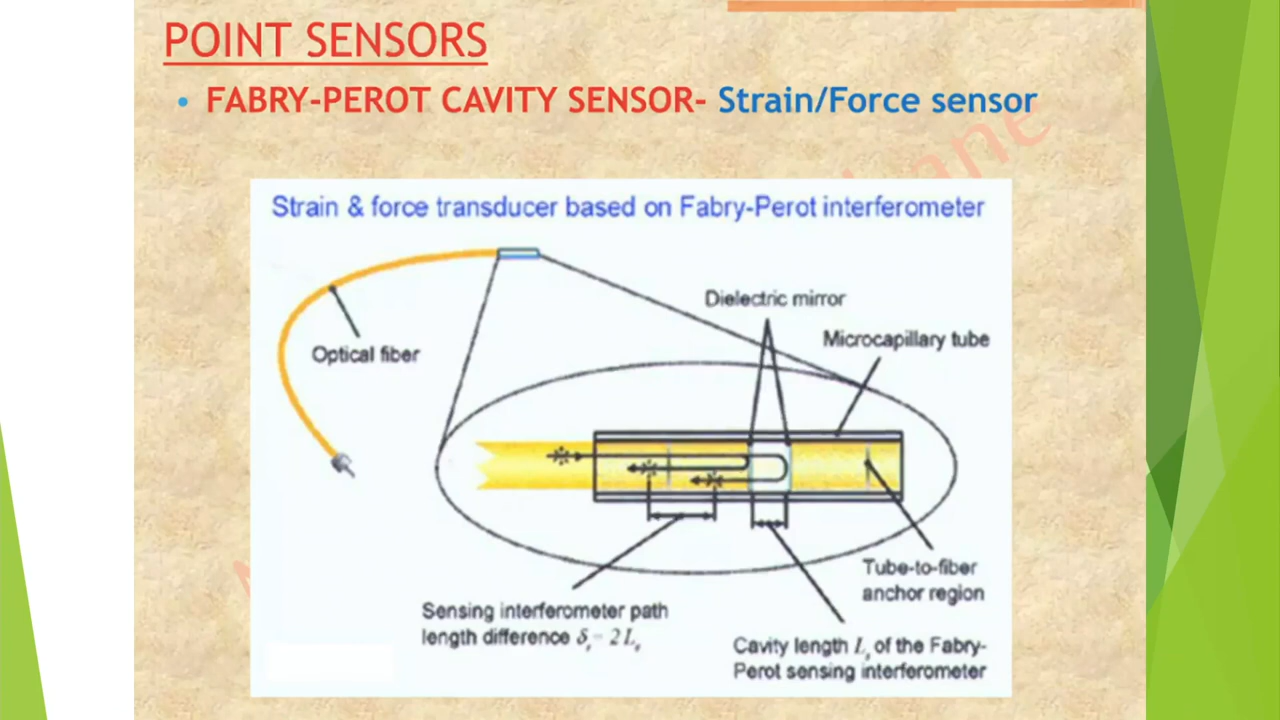 POINT SENSORS
• FABRY-PEROT CAVITY SENSOR- Strain/Force sensor
Strain & force transducer based on Fabry-Perot interferometer
Dielectric mirror
Microcapillary tube
Optical fiber
Tube-to-fiber
anchor region
Sensing interferometer path
length difference δₛ = 2Lₛ
Cavity length Lₛ of the Fabry-
Perot sensing interferometer